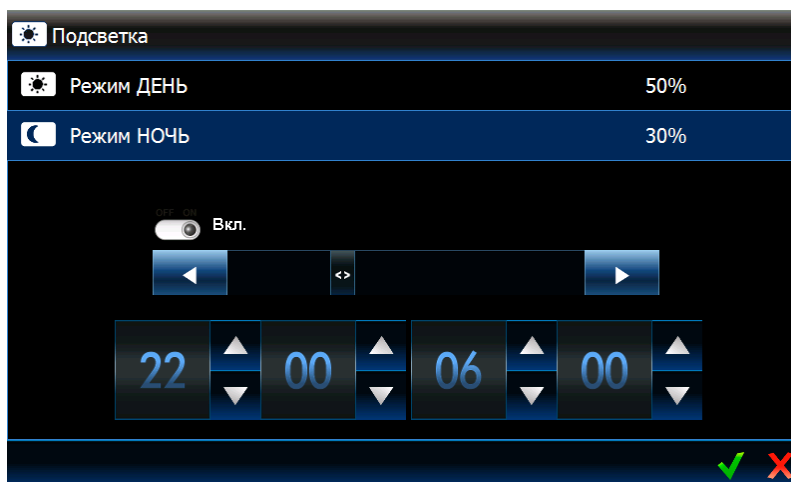 Подсветка
Режим ДЕНЬ 50%
Режим НОЧЬ 30%
OFF ON
Вкл.
<>
22 00 06 00